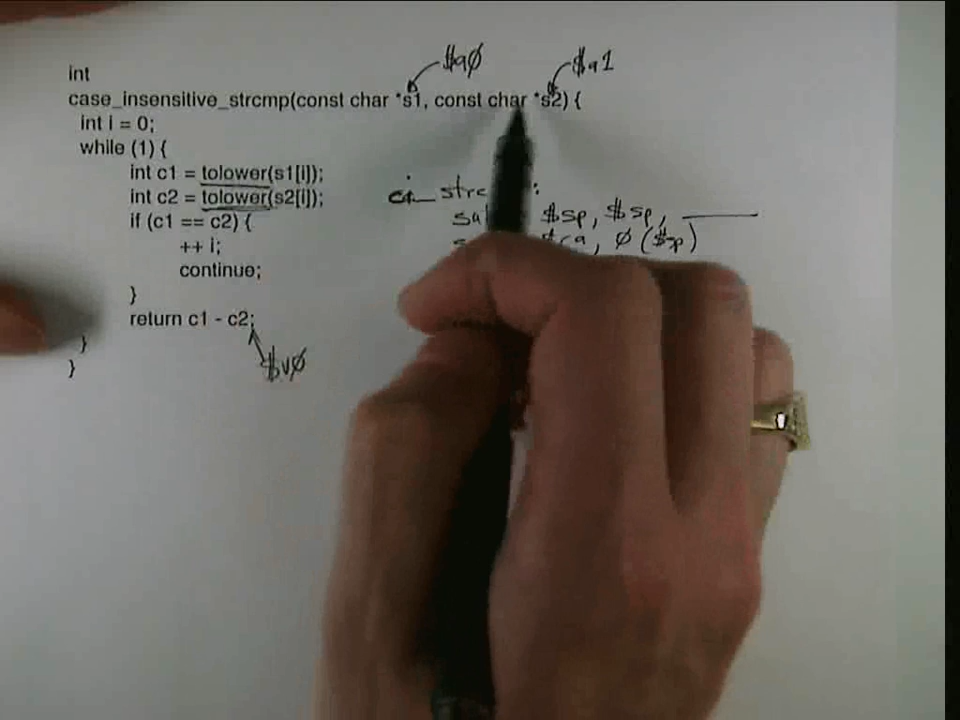 $a0
$a1
int
case_insensitive_strcmp(const char *s1, const char *s2) {
int i = 0;
while (1) {
int c1 = tolower(s1[i]);
int c2 = tolower(s2[i]);
if (c1 == c2) {
++ i;
continue;
}
return c1 - c2;
}
}
$v0
ci_strc :
$sp, $sp,
0($sp)